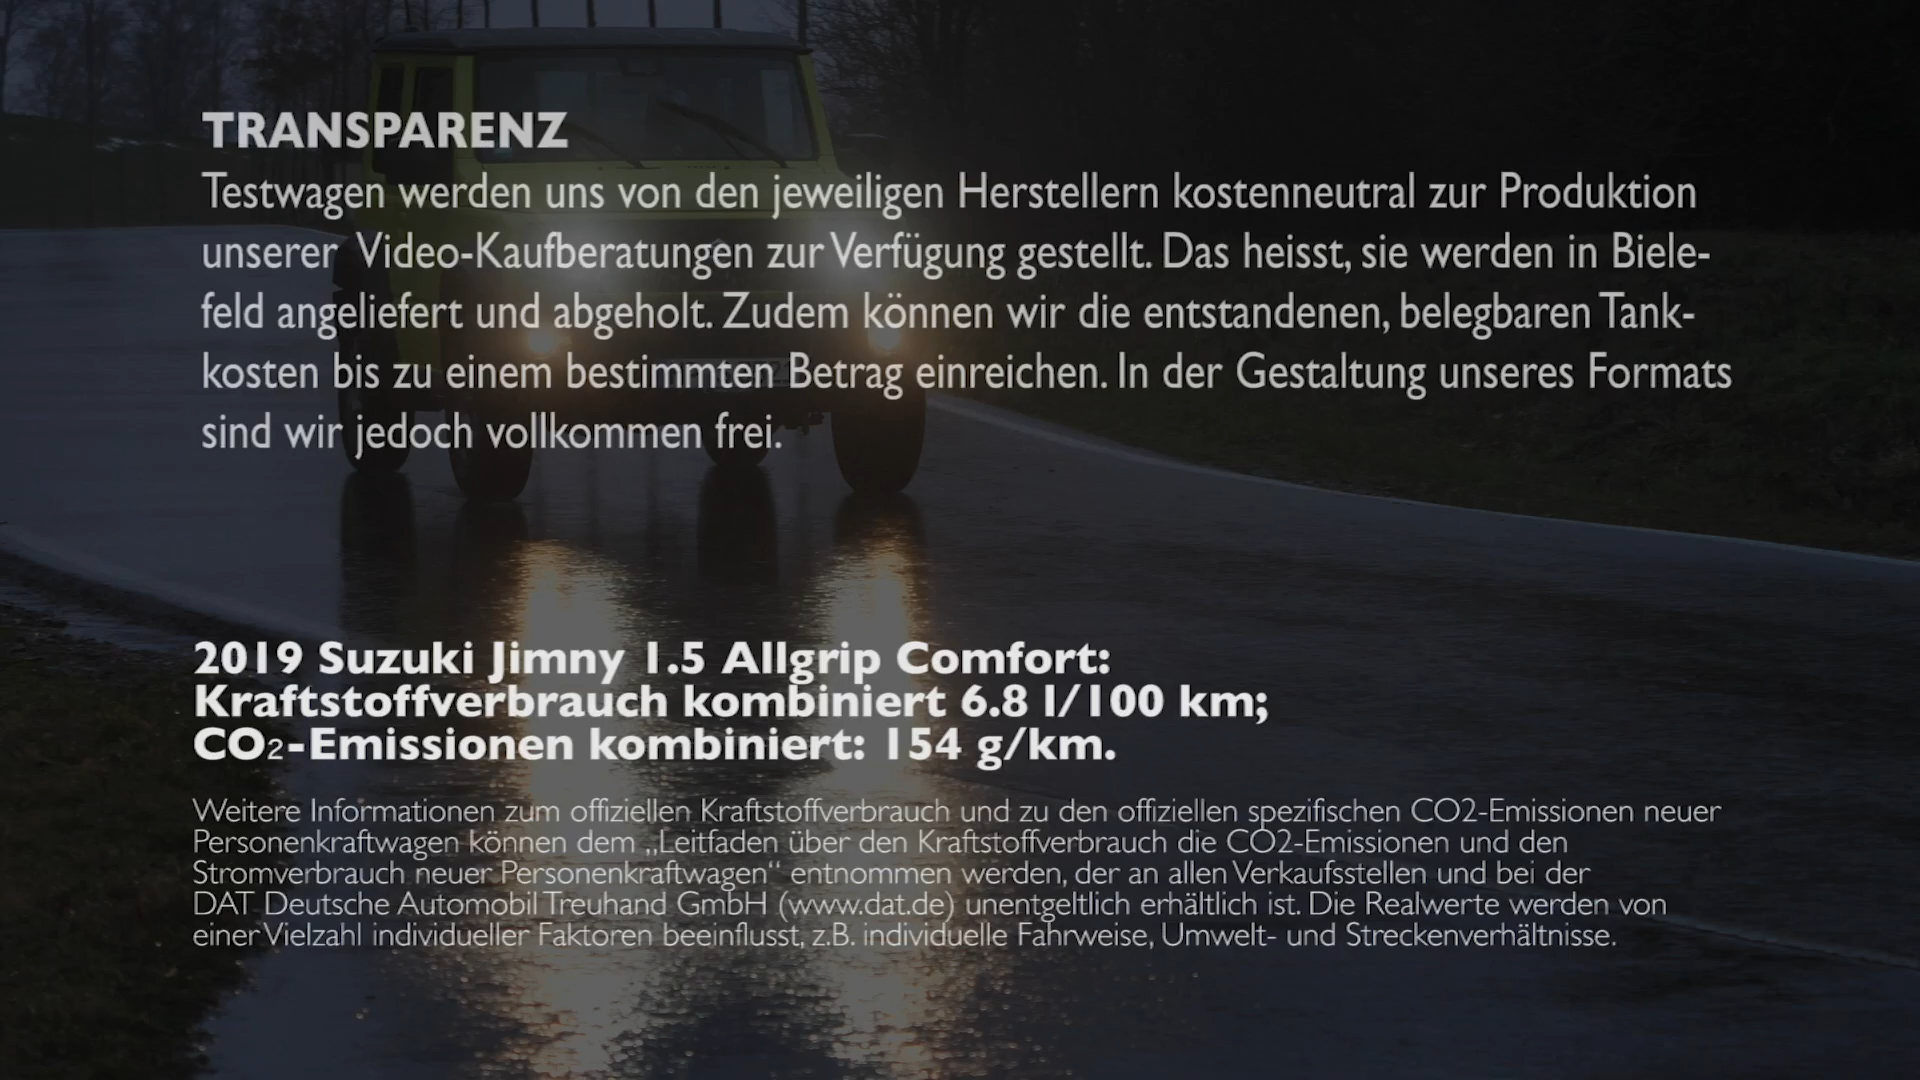 TRANSPARENZ
Testwagen werden uns von den jeweiligen Herstellern kostenneutral zur Produktion
unserer Video-Kaufberatungen zur Verfügung gestellt. Das heisst, sie werden in Biele-
feld angeliefert und abgeholt. Zudem können wir die entstandenen, belegbaren Tank-
kosten bis zu einem bestimmten Betrag einreichen. In der Gestaltung unseres Formats
sind wir jedoch vollkommen frei.
2019 Suzuki Jimny 1.5 Allgrip Comfort:
Kraftstoffverbrauch kombiniert 6.8 l/100 km;
CO2-Emissionen kombiniert: 154 g/km.
Weitere Informationen zum offiziellen Kraftstoffverbrauch und zu den offiziellen spezifischen CO2-Emissionen neuer
Personenkraftwagen können dem „Leitfaden über den Kraftstoffverbrauch die CO2-Emissionen und den
Stromverbrauch neuer Personenkraftwagen“ entnommen werden, der an allen Verkaufsstellen und bei der
DAT Deutsche Automobil Treuhand GmbH (www.dat.de) unentgeltlich erhältlich ist. Die Realwerte werden von
einer Vielzahl individueller Faktoren beeinflusst, z.B. individuelle Fahrweise, Umwelt- und Streckenverhältnisse.